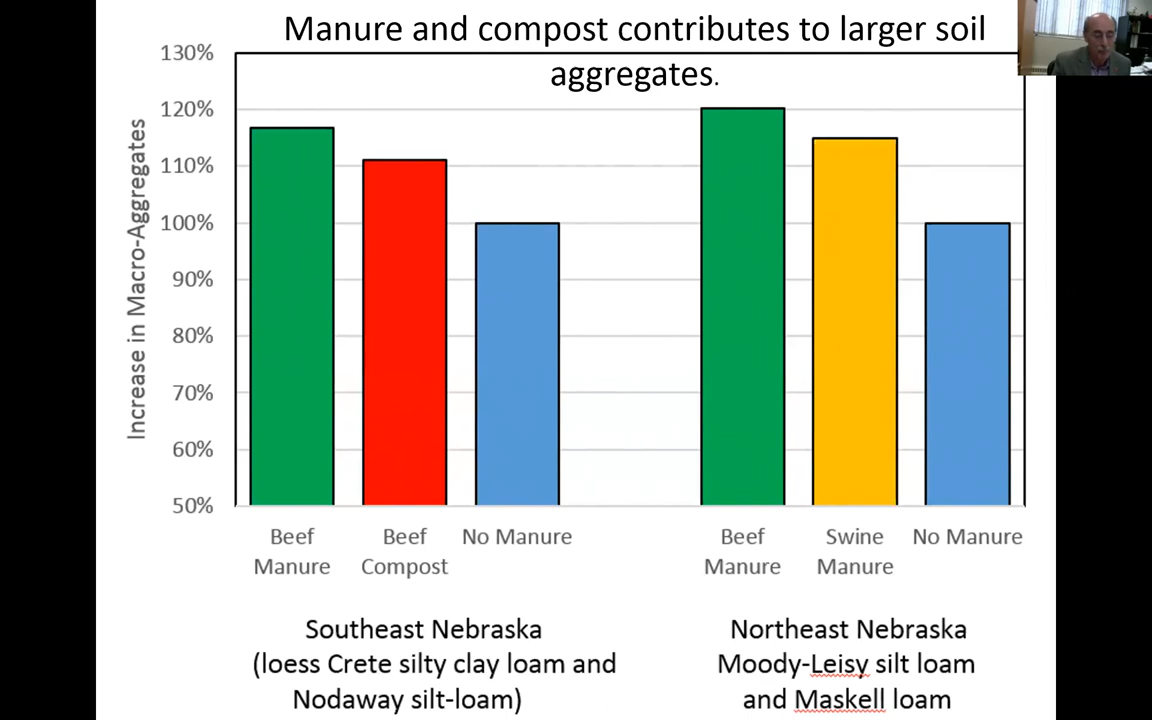 Manure and compost contributes to larger soil
aggregates.
130%
120%
110%
100%
90%
80%
70%
60%
50%
Increase in Macro-Aggregates
Beef
Manure
Beef
Compost
No Manure
Beef
Manure
Swine
Manure
No Manure
Southeast Nebraska
(loess Crete silty clay loam and
Nodaway silt-loam)
Northeast Nebraska
Moody-Leisy silt loam
and Maskell loam